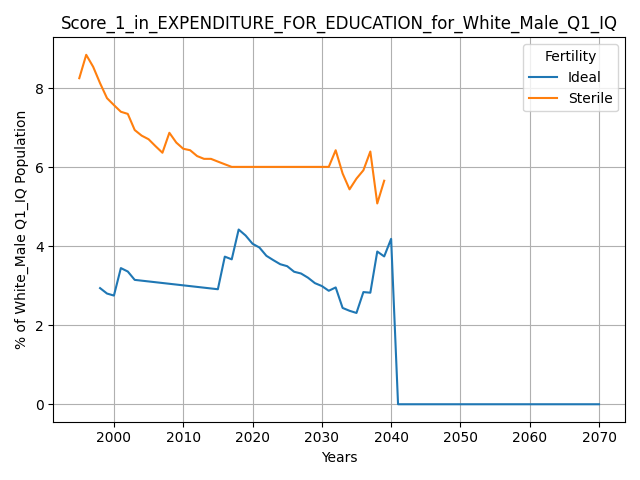 Score_1_in_EXPENDITURE_FOR_EDUCATION_for_White_Male_Q1_IQ
Fertility
Ideal
Sterile
% of White_Male Q1_IQ Population
8
6
4
2
0
2000 2010 2020 2030 2040 2050 2060 2070
Years